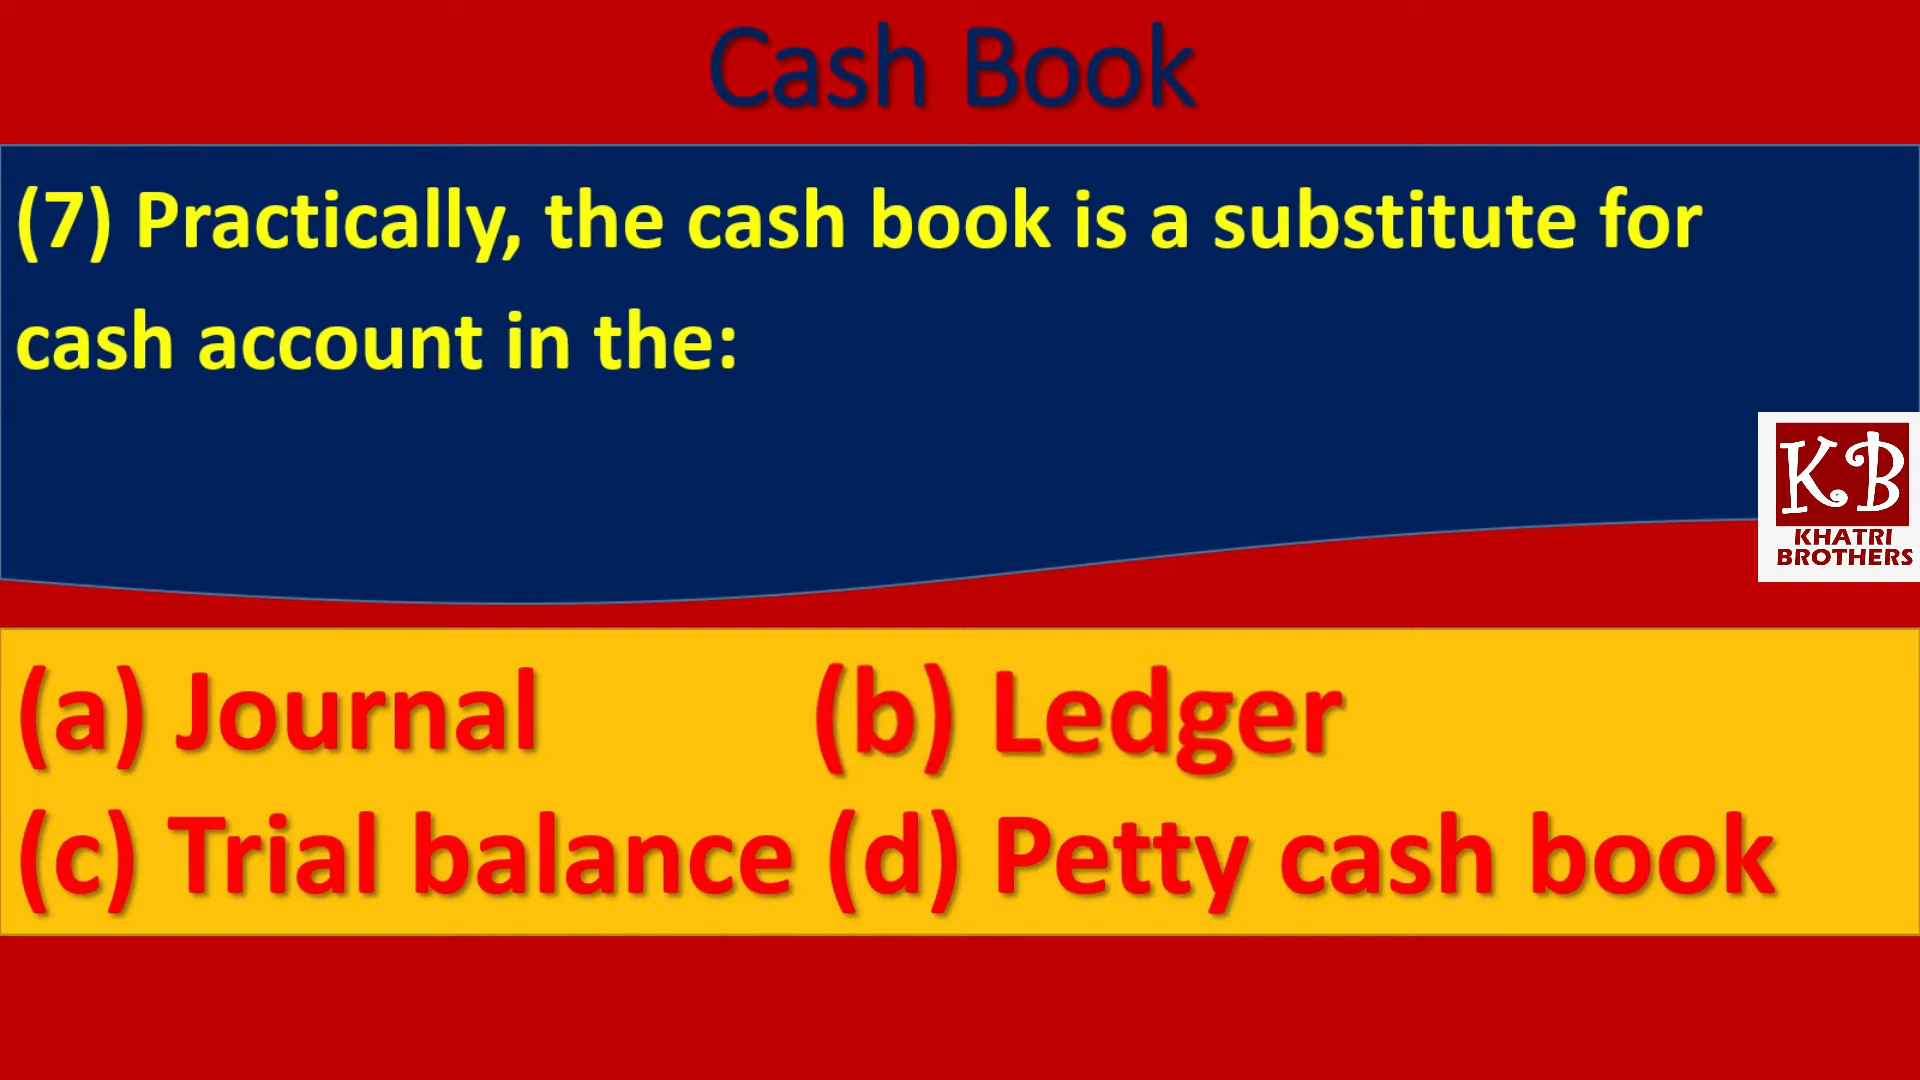 Cash Book
(7) Practically, the cash book is a substitute for
cash account in the:
KB
KHATRI
BROTHERS
(a) Journal (b) Ledger
(c) Trial balance (d) Petty cash book